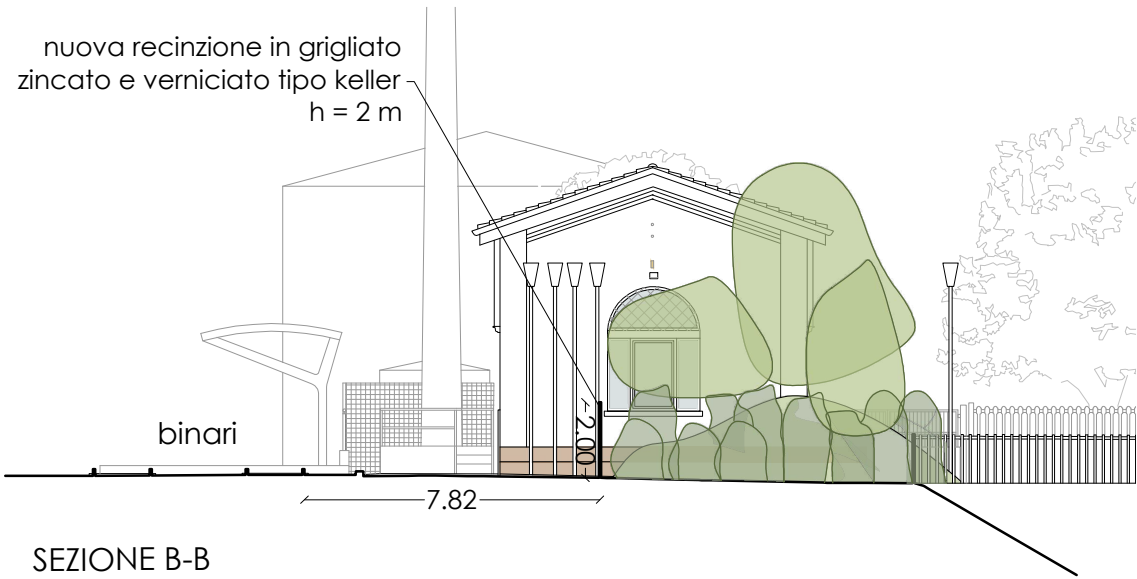 nuova recinzione in grigliato
zincato e verniciato tipo keller
h = 2 m
binari
2.00
7.82
SEZIONE B-B